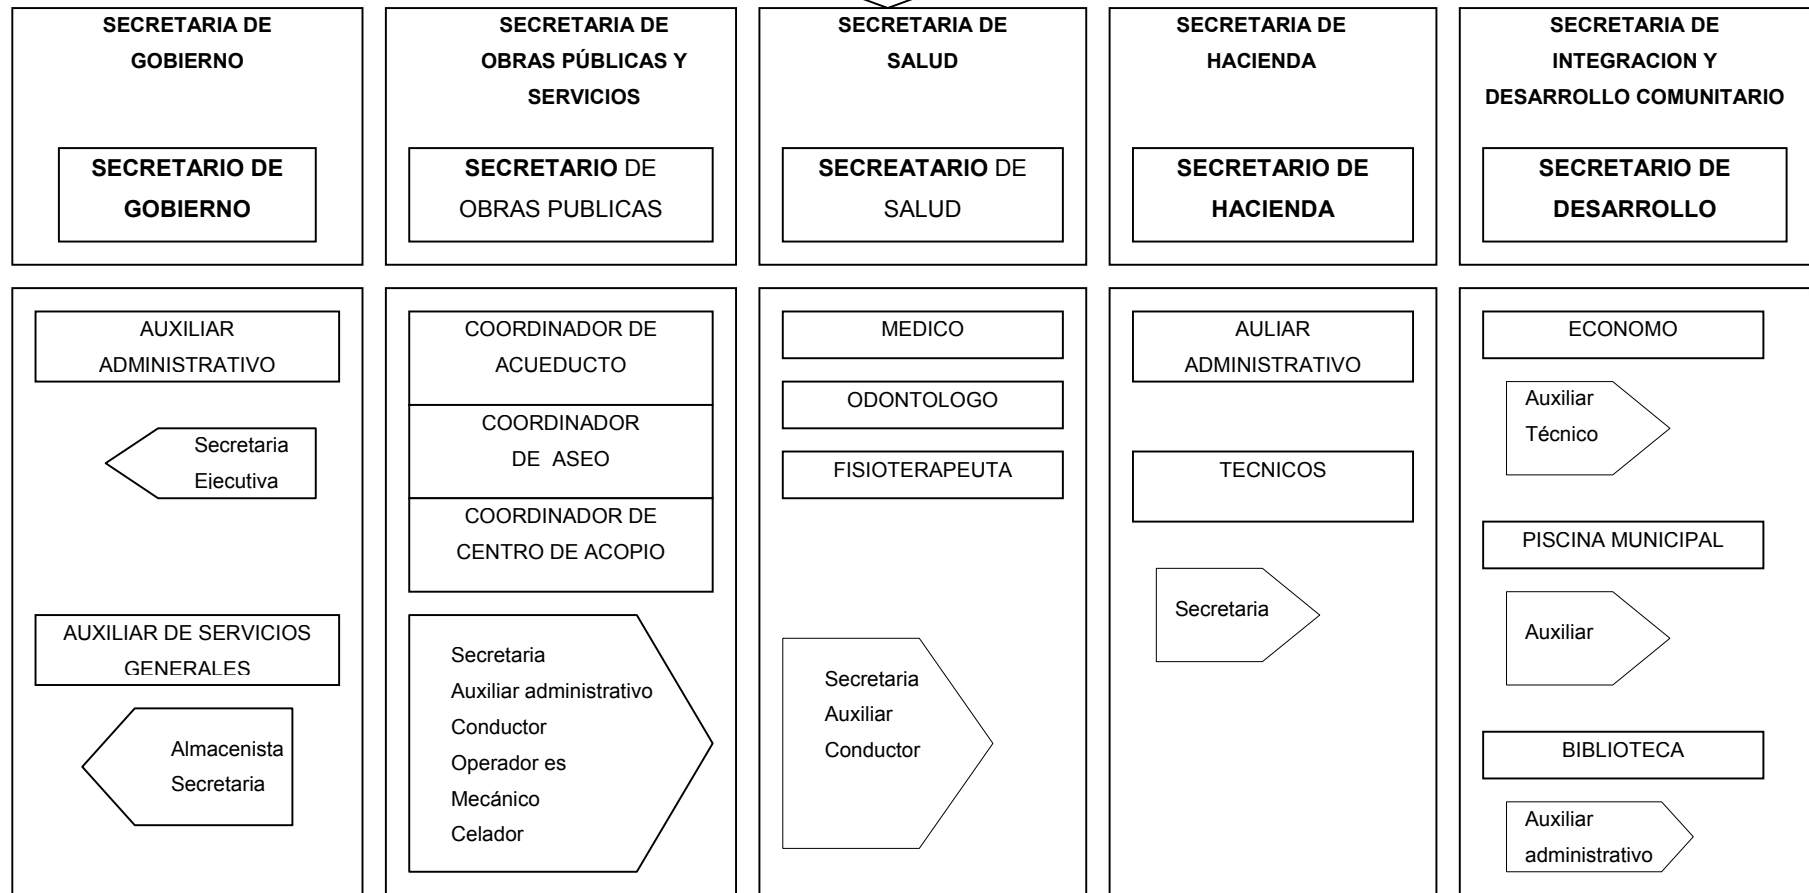 SECRETARIA DE
GOBIERNO
SECRETARIO DE
GOBIERNO
SECRETARIA DE
OBRAS PÚBLICAS Y
SERVICIOS
SECRETARIO DE
OBRAS PUBLICAS
SECRETARIA DE
SALUD
SECREATARIO DE
SALUD
SECRETARIA DE
HACIENDA
SECRETARIO DE
HACIENDA
SECRETARIA DE
INTEGRACION Y
DESARROLLO COMUNITARIO
SECRETARIO DE
DESARROLLO
AUXILIAR
ADMINISTRATIVO
Secretaria
Ejecutiva
AUXILIAR DE SERVICIOS
GENERALES
Almacenista
Secretaria
COORDINADOR DE
ACUEDUCTO
COORDINADOR
DE ASEO
COORDINADOR DE
CENTRO DE ACOPIO
Secretaria
Auxiliar administrativo
Conductor
Operador es
Mecánico
Celador
MEDICO
ODONTOLOGO
FISIOTERAPEUTA
Secretaria
Auxiliar
Conductor
AULIAR
ADMINISTRATIVO
TECNICOS
Secretaria
ECONOMO
Auxiliar
Técnico
PISCINA MUNICIPAL
Auxiliar
BIBLIOTECA
Auxiliar
administrativo